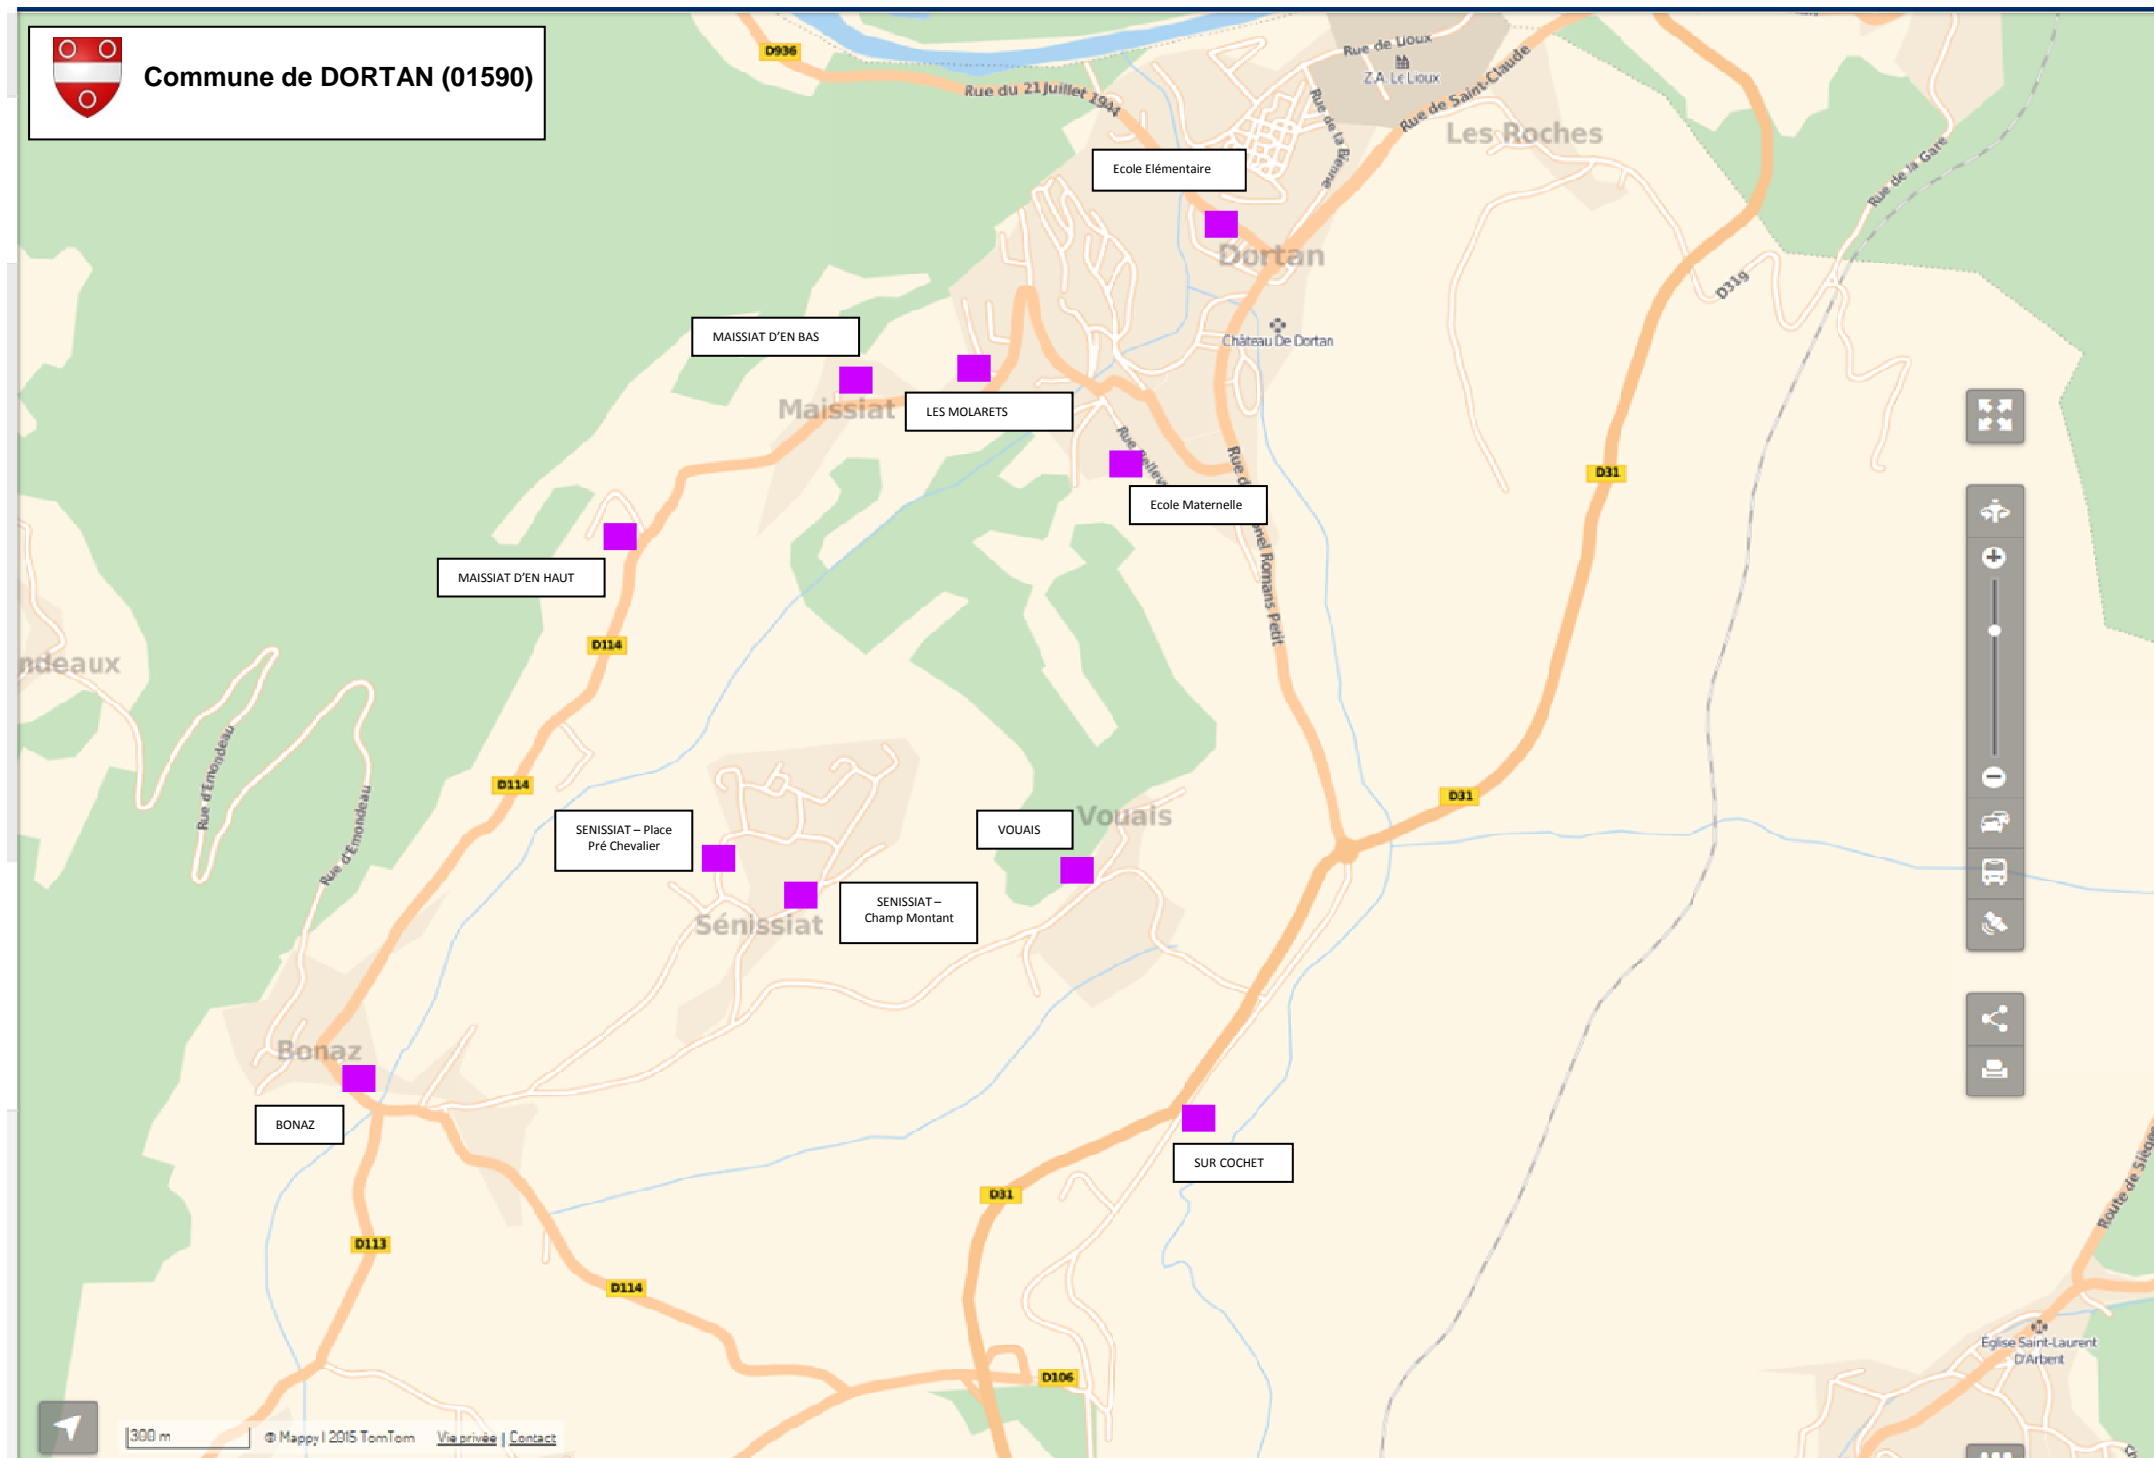 Commune de DORTAN (01590)
D936
Rue du 21 Juillet 1944
Rue de Lioux
Z.A. Le Lioux
Rue de Saint-Claude
Rue de la Bienne
Les Roches
Rue de la Gare
Ecole Elémentaire
Dortan
D31g
Château De Dortan
MAISSIAT D'EN BAS
Maissiat
LES MOLARETS
D31
Ecole Maternelle
MAISSIAT D'EN HAUT
D114
ndeaux
Rue d'Emondeau
Rue d'Emondeau
D114
D31
SENISSIAT – Place
Pré Chevalier
VOUAIS
Vouais
SENISSIAT –
Champ Montant
Sénissiat
Bonaz
BONAZ
SUR COCHET
D31
D113
D114
D106
Route de
Eglise Saint-Laurent
D'Arbent
300 m
© Mappy | 2015 TomTom
Vie privée | Contact